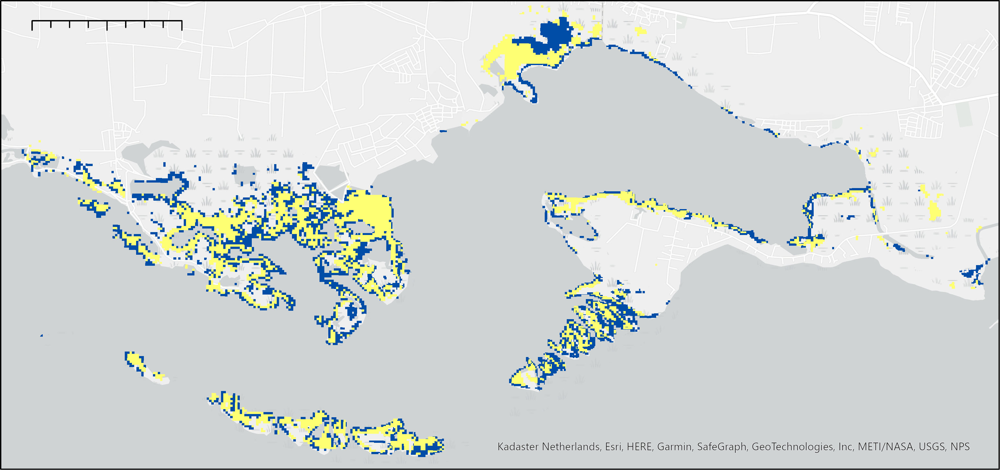 Kadaster Netherlands, Esri, HERE, Garmin, SafeGraph, GeoTechnologies, Inc, METI/NASA, USGS, NPS